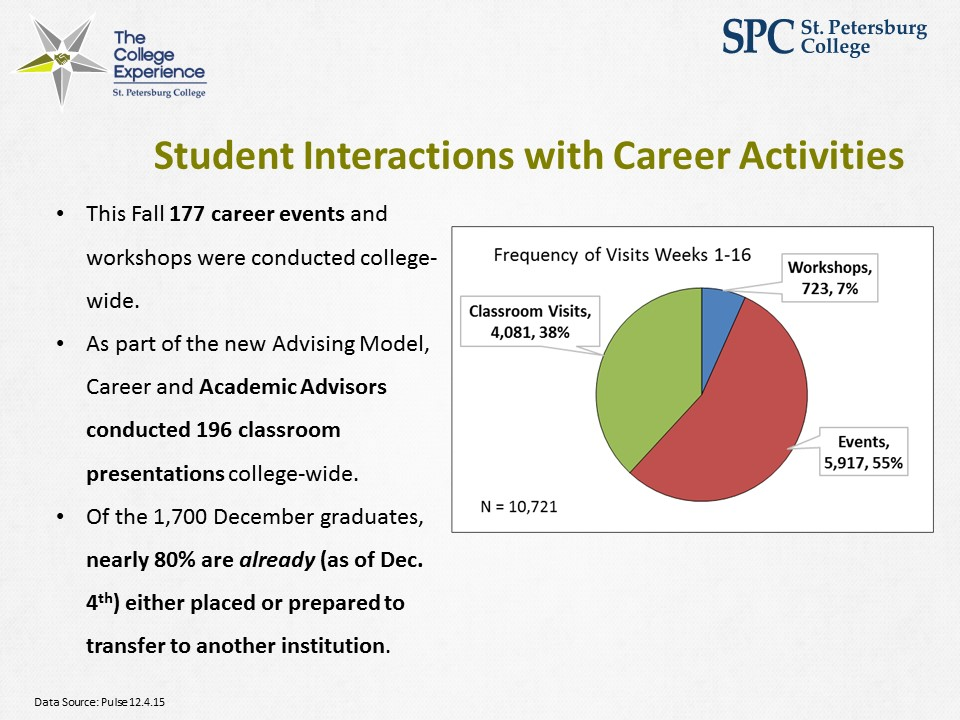 The
College
Experience
St. Petersburg College
SPC St. Petersburg
College
Student Interactions with Career Activities
• This Fall 177 career events and
workshops were conducted college-
wide.
• As part of the new Advising Model,
Career and Academic Advisors
conducted 196 classroom
presentations college-wide.
• Of the 1,700 December graduates,
nearly 80% are already (as of Dec.
4th) either placed or prepared to
transfer to another institution.
Frequency of Visits Weeks 1-16
Workshops,
723, 7%
Classroom Visits,
4,081, 38%
Events,
5,917, 55%
N = 10,721
Data Source: Pulse 12.4.15